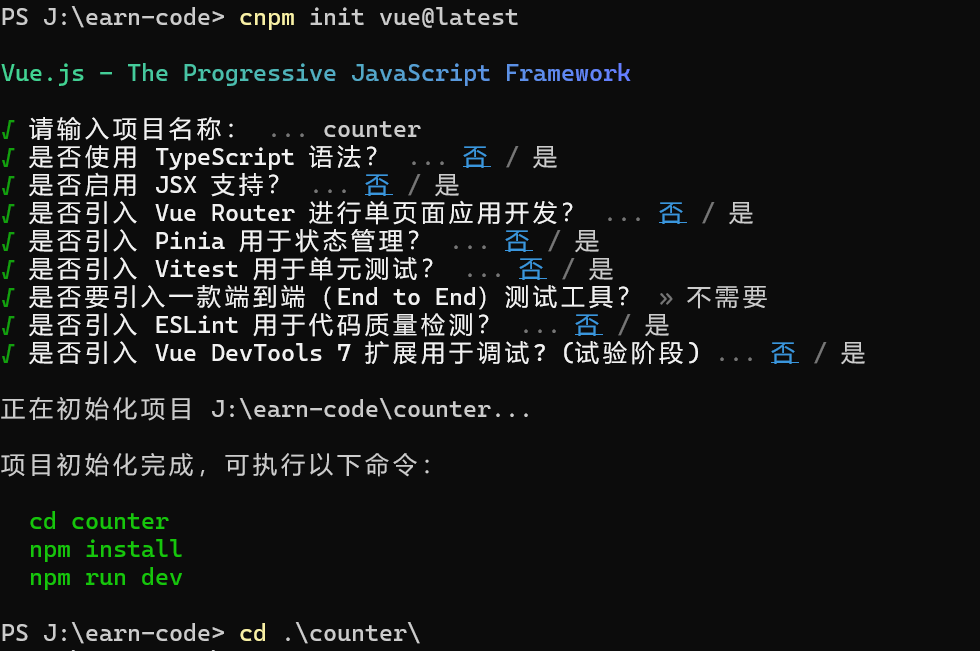 PS J:\earn-code> cnpm init vue@latest
Vue.js - The Progressive JavaScript Framework
√ 请输入项目名称： ... counter
√ 是否使用 TypeScript 语法？ ... 否 / 是
√ 是否启用 JSX 支持？ ... 否 / 是
√ 是否引入 Vue Router 进行单页面应用开发？ ... 否 / 是
√ 是否引入 Pinia 用于状态管理？ ... 否 / 是
√ 是否引入 Vitest 用于单元测试？ ... 否 / 是
√ 是否要引入一款端到端（End to End）测试工具？ » 不需要
√ 是否引入 ESLint 用于代码质量检测？ ... 否 / 是
√ 是否引入 Vue DevTools 7 扩展用于调试? (试验阶段) ... 否 / 是
正在初始化项目 J:\earn-code\counter...
项目初始化完成，可执行以下命令：
cd counter
npm install
npm run dev
PS J:\earn-code> cd .\counter\